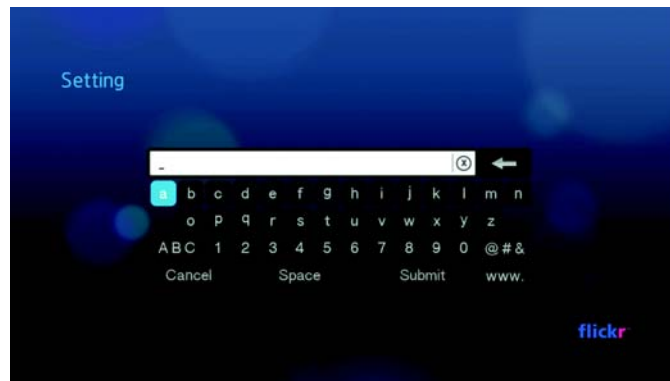 Setting
_
a b c d e f g h i j k l m n
o p q r s t u v w x y z
ABC 1 2 3 4 5 6 7 8 9 0 @#&
Cancel Space Submit www.
flickr